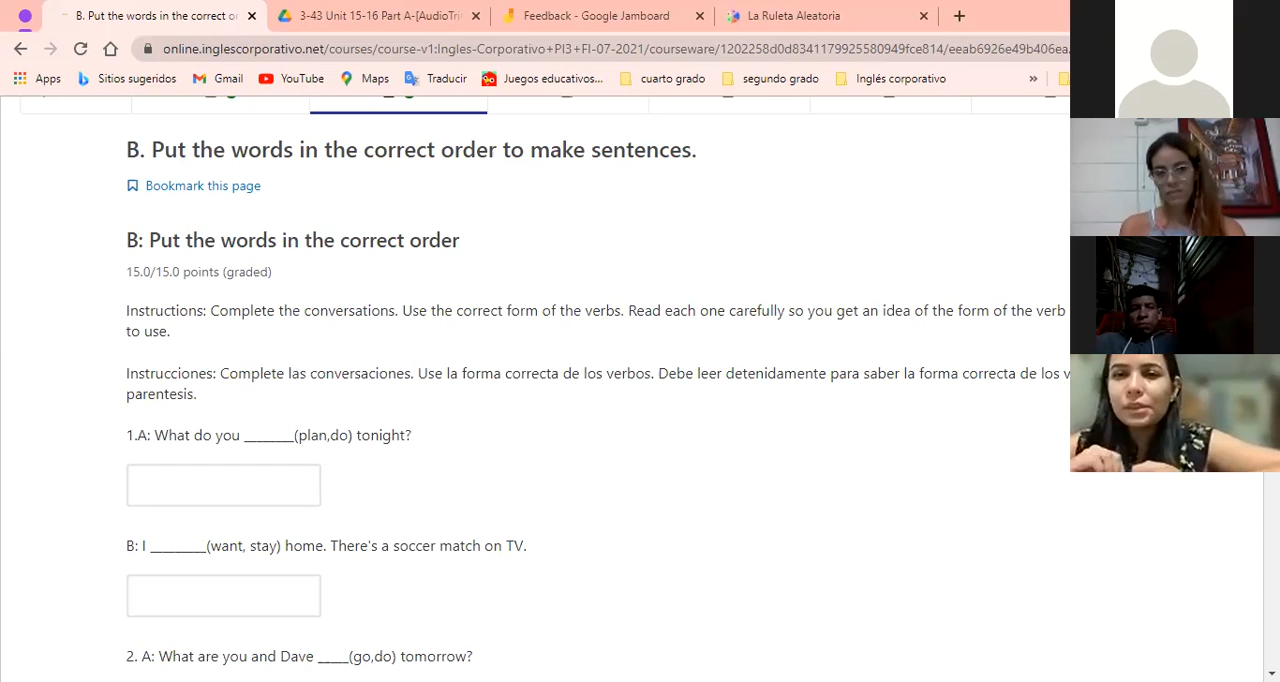 B. Put the words in the correct o
3-43 Unit 15-16 Part A-[AudioTri
Feedback - Google Jamboard
La Ruleta Aleatoria
online.inglescorporativo.net/courses/course-v1:Ingles-Corporativo+PI3+FI-07-2021/courseware/1202258d0d8341179925580949fce814/eeab6926e49b406ea
Apps
Sitios sugeridos
Gmail
YouTube
Maps
Traducir
Juegos educativos...
cuarto grado
segundo grado
Inglés corporativo
»
B. Put the words in the correct order to make sentences.
Bookmark this page
B: Put the words in the correct order
15.0/15.0 points (graded)
Instructions: Complete the conversations. Use the correct form of the verbs. Read each one carefully so you get an idea of the form of the verb
to use.
Instrucciones: Complete las conversaciones. Use la forma correcta de los verbos. Debe leer detenidamente para saber la forma correcta de los v
parentesis.
1.A: What do you _______(plan,do) tonight?
B: I ________(want, stay) home. There's a soccer match on TV.
2. A: What are you and Dave ____(go,do) tomorrow?